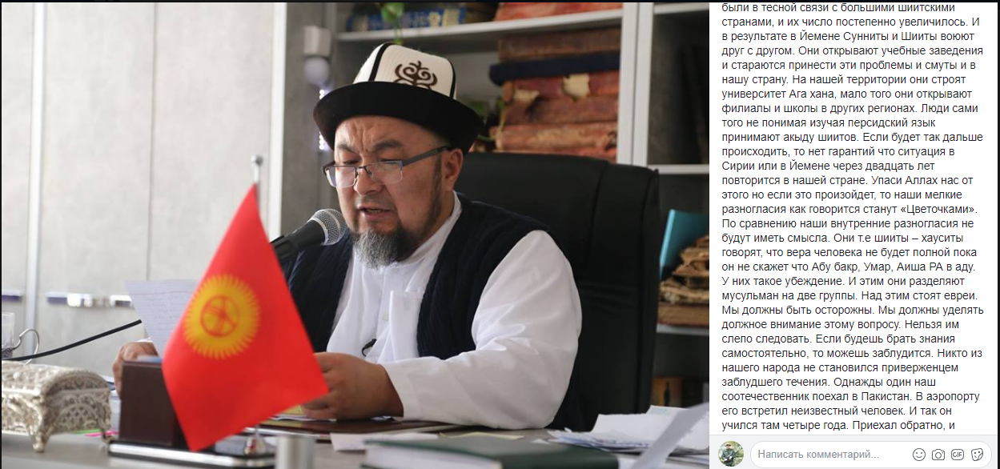 были в тесной связи с большими шиитскими
странами, и их число постепенно увеличилось. И
в результате в Йемене Сунниты и Шииты воюют
друг с другом. Они открывают учебные заведения
и стараются принести эти проблемы и смуты и в
нашу страну. На нашей территории они строят
университет Ага хана, мало того они открывают
филиалы и школы в других регионах. Люди сами
того не понимая изучая персидский язык
принимают акыду шиитов. Если будет так дальше
происходить, то нет гарантий что ситуация в
Сирии или в Йемене через двадцать лет
повторится в нашей стране. Упаси Аллах нас от
этого но если это произойдет, то наши мелкие
разногласия как говорится станут «Цветочками».
По сравнению наши внутренние разногласия не
будут иметь смысла. Они т.е шииты – хауситы
говорят, что вера человека не будет полной пока
он не скажет что Абу бакр, Умар, Аиша РА в аду.
У них такое убеждение. И этим они разделяют
мусульман на две группы. Над этим стоят евреи.
Мы должны быть осторожны. Мы должны уделять
должное внимание этому вопросу. Нельзя им
слепо следовать. Если будешь брать знания
самостоятельно, то можешь заблудится. Никто из
нашего народа не становился приверженцем
заблудшего течения. Однажды один наш
соотечественник поехал в Пакистан. В аэропорту
его встретил неизвестный человек. И так он
учился там четыре года. Приехал обратно, и
Написать комментарий...
GIF